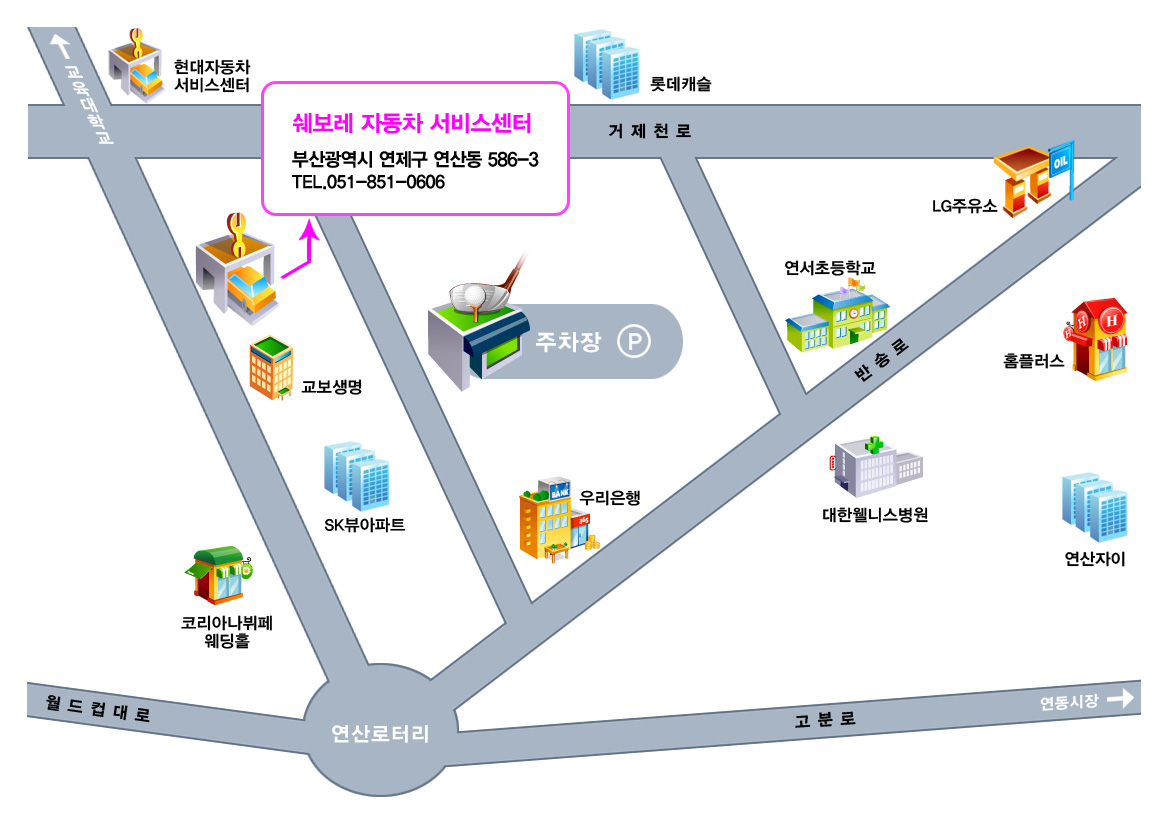 교육대학교
현대자동차
서비스센터
롯데캐슬
쉐보레 자동차 서비스센터
부산광역시 연제구 연산동 586-3
TEL.051-851-0606
거제천로
OIL
LG주유소
연서초등학교
H
H
홈플러스
주차장 P
반송로
교보생명
SK뷰아파트
BANK
365
우리은행
대한웰니스병원
연산자이
코리아나뷔페
웨딩홀
월드컵대로
연산로터리
고분로
연동시장